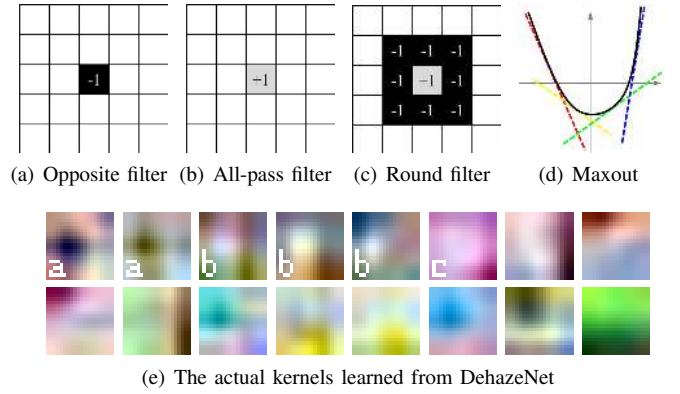 -1
+1
-1 -1 -1
-1 +1 -1
-1 -1 -1
(a) Opposite filter (b) All-pass filter (c) Round filter (d) Maxout
a a b b b c
(e) The actual kernels learned from DehazeNet